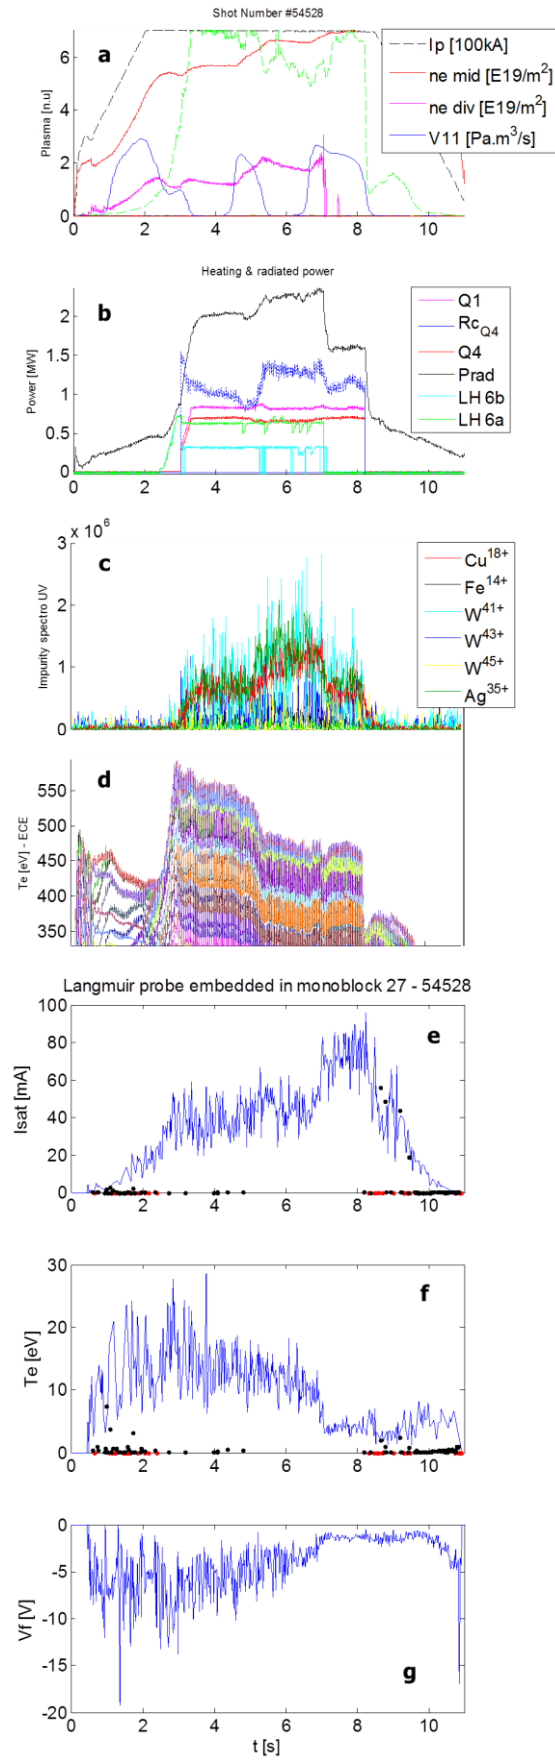 Shot Number #54528
a
7
6
4
2
0
Plasma [n.u]
Ip [100kA]
ne mid [E19/m²]
ne div [E19/m²]
V11 [Pa.m³/s]
0 2 4 6 8 10
Heating & radiated power
b
2
1.5
1
0.5
0
Power [MW]
Q1
Rc_Q4
Q4
Prad
LH 6b
LH 6a
0 2 4 6 8 10
x 10⁶
c
3
2
1
0
Impurity spectro UV
Cu¹⁸⁺
Fe¹⁴⁺
W⁴¹⁺
W⁴³⁺
W⁴⁵⁺
Ag³⁵⁺
d
550
500
450
400
350
Te [eV] - ECE
Langmuir probe embedded in monoblock 27 - 54528
e
100
80
60
40
20
0
Isat [mA]
0 2 4 6 8 10
f
30
20
10
0
Te [eV]
0 2 4 6 8 10
0
-5
-10
-15
-20
Vf [V]
g
0 2 4 6 8 10
t [s]